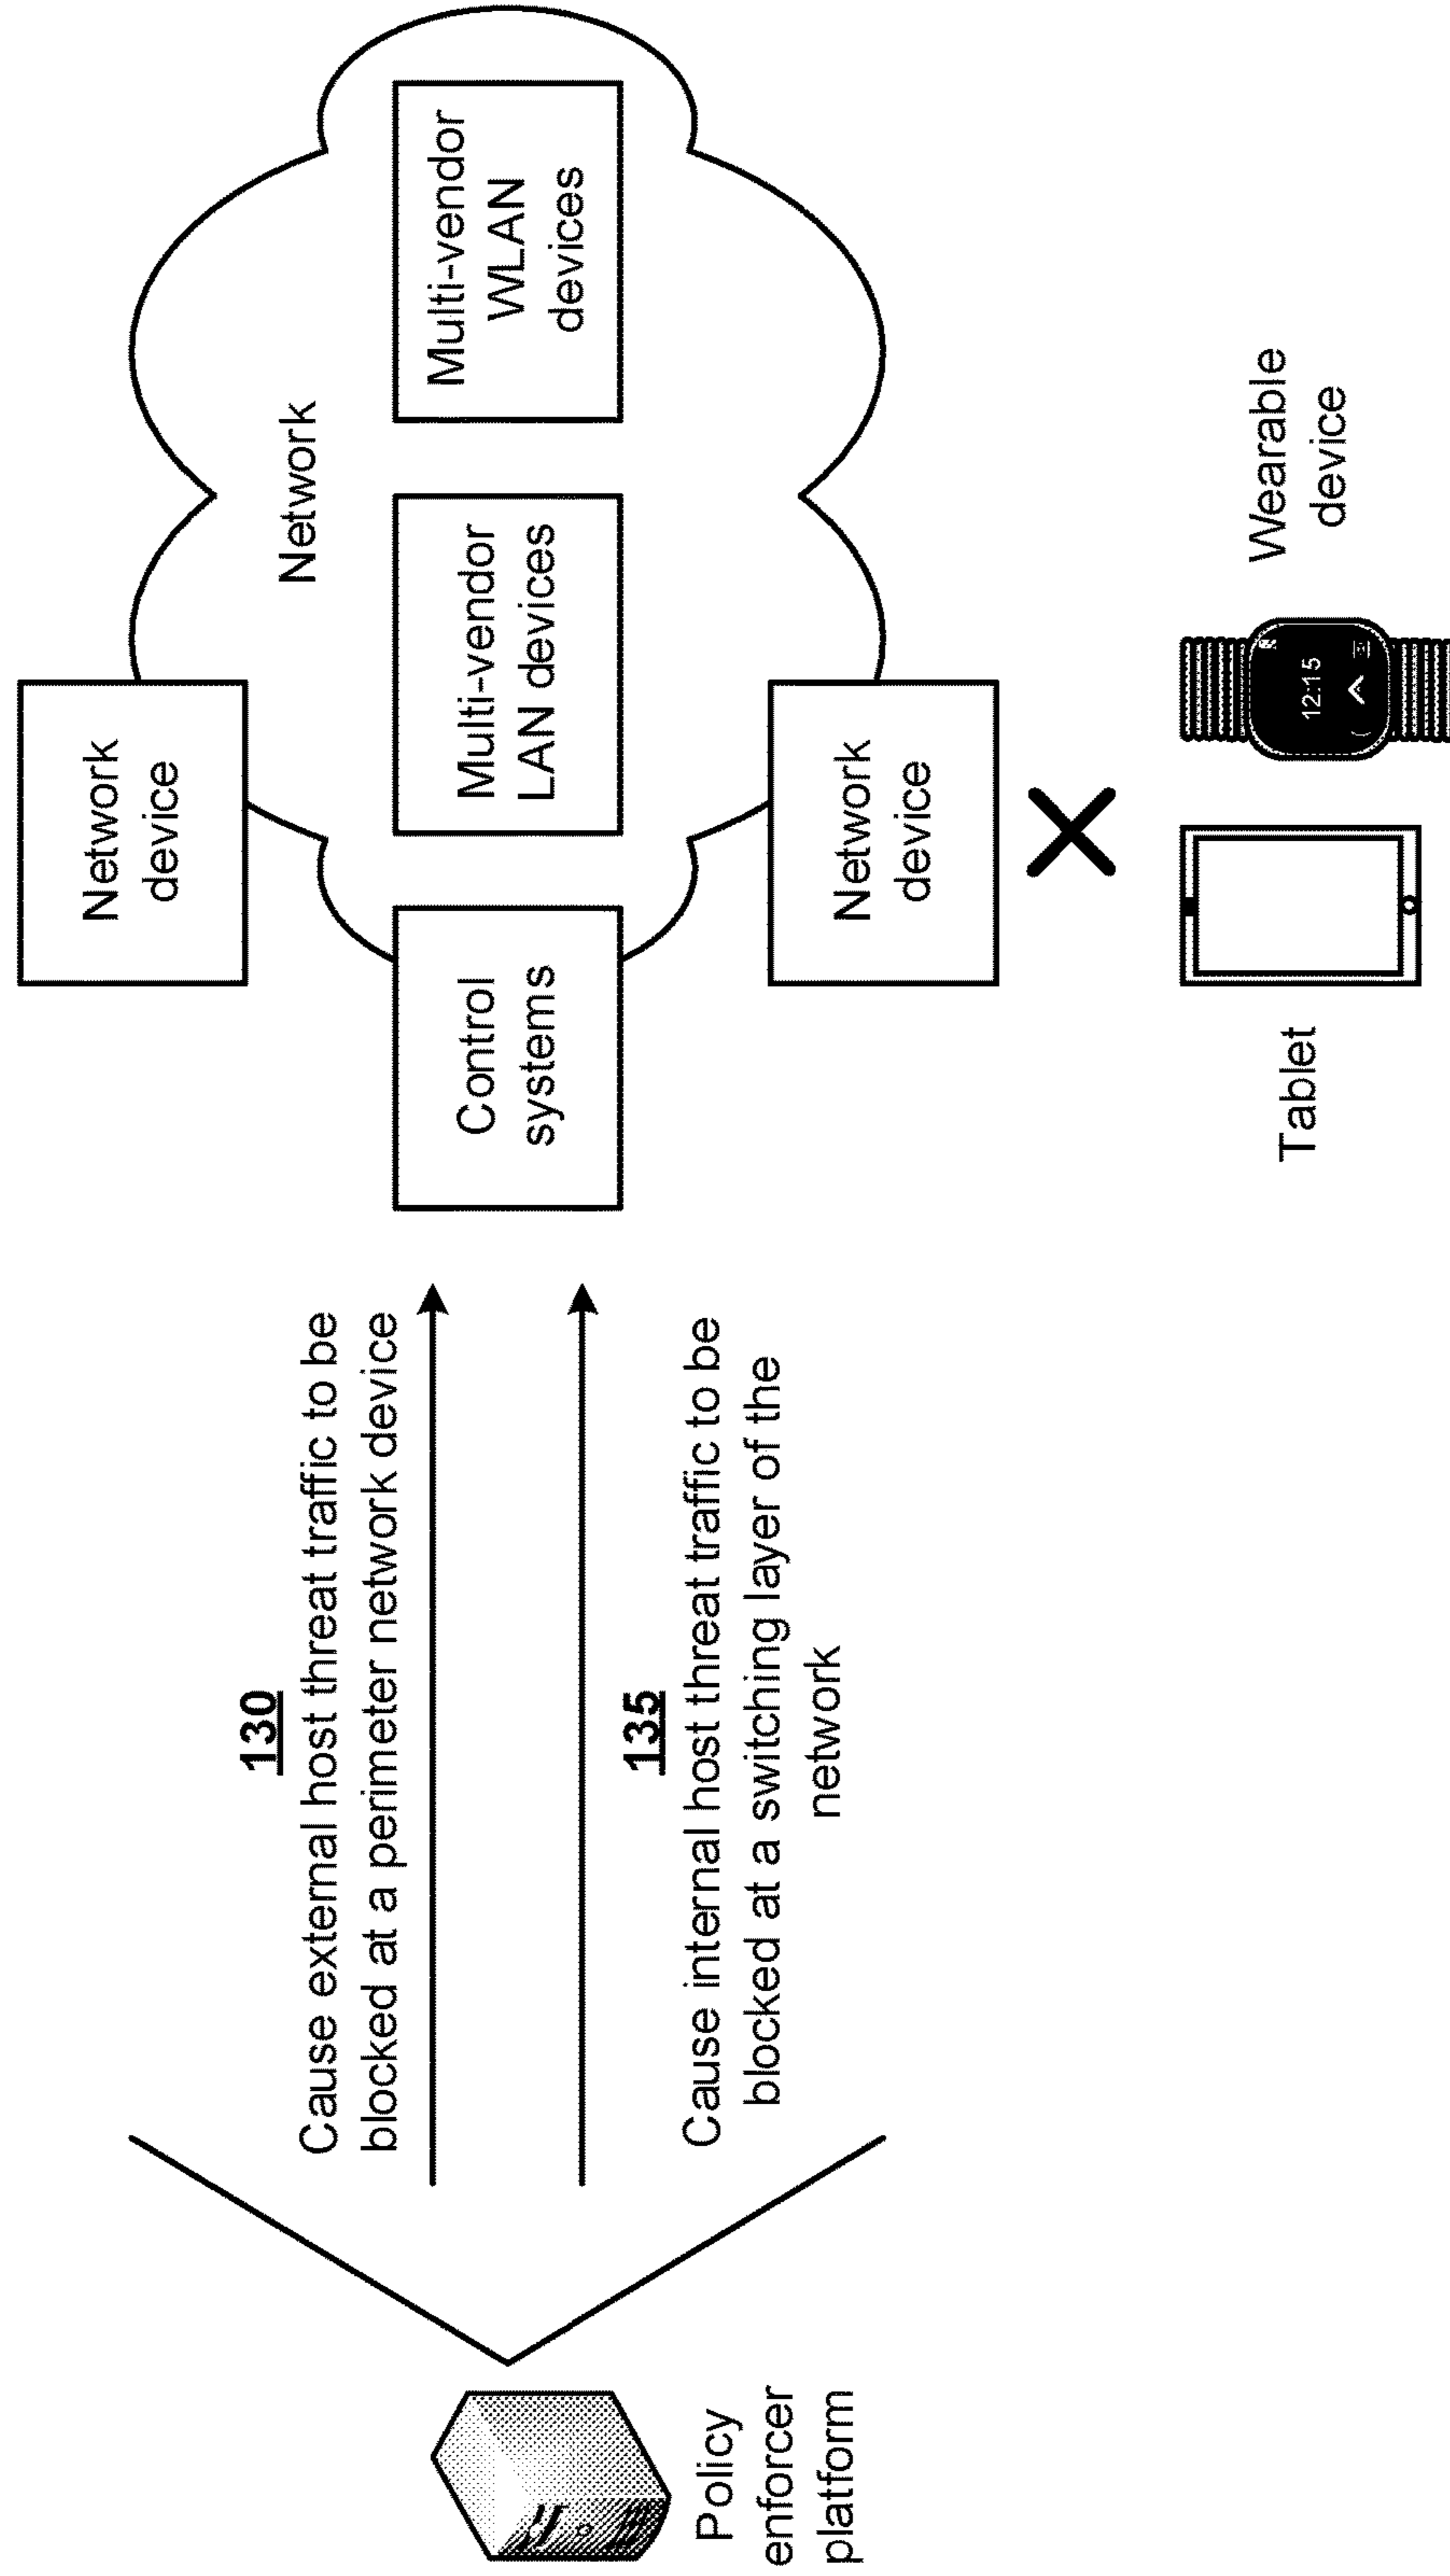 Policy
enforcer
platform
130
Cause external host threat traffic to be
blocked at a perimeter network device
135
Cause internal host threat traffic to be
blocked at a switching layer of the
network
Network
device
Network
Control
systems
Multi-vendor
LAN devices
Multi-vendor
WLAN
devices
Network
device
Tablet
12:15
Wearable
device